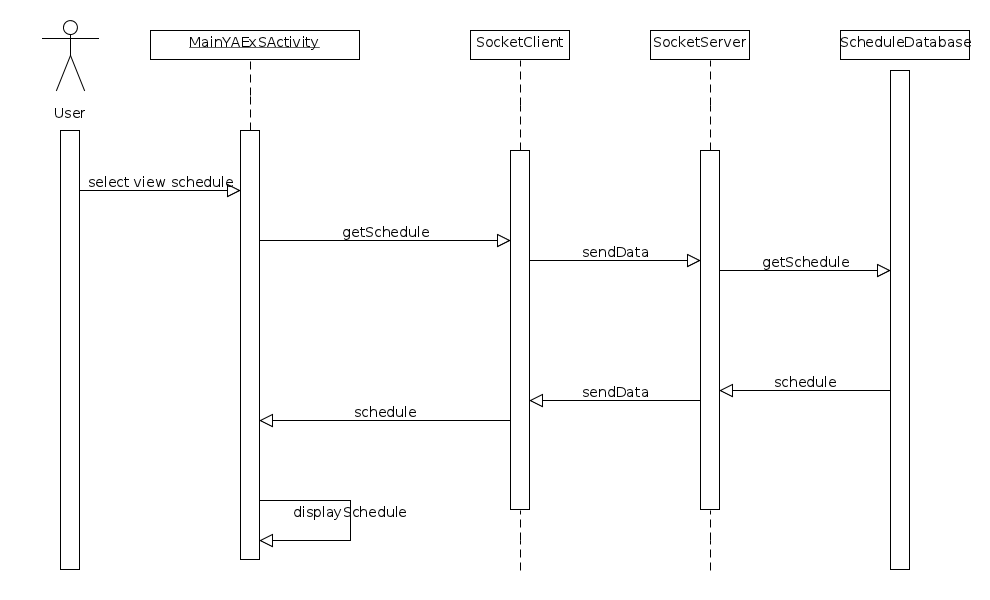 MainYAExSActivity
SocketClient
SocketServer
ScheduleDatabase
User
select view schedule
getSchedule
sendData
getSchedule
schedule
sendData
schedule
displaySchedule